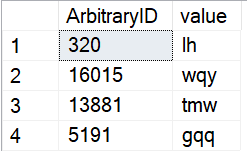 ArbitraryID value
1 320 lh
2 16015 wqy
3 13881 tmw
4 5191 gqq